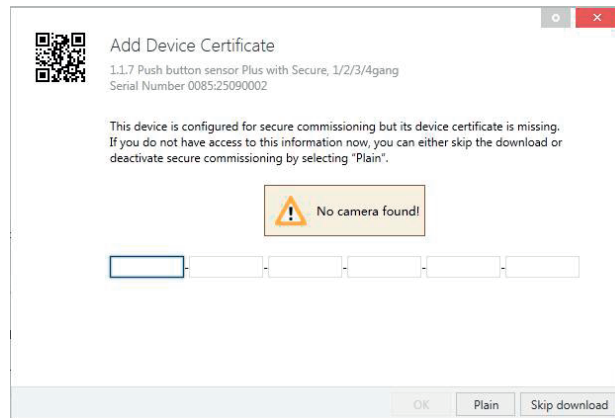 Add Device Certificate
1.1.7 Push button sensor Plus with Secure, 1/2/3/4gang
Serial Number 0085:25090002
This device is configured for secure commissioning but its device certificate is missing.
If you do not have access to this information now, you can either skip the download or
deactivate secure commissioning by selecting "Plain".
No camera found!
- - - - -
OK Plain Skip download